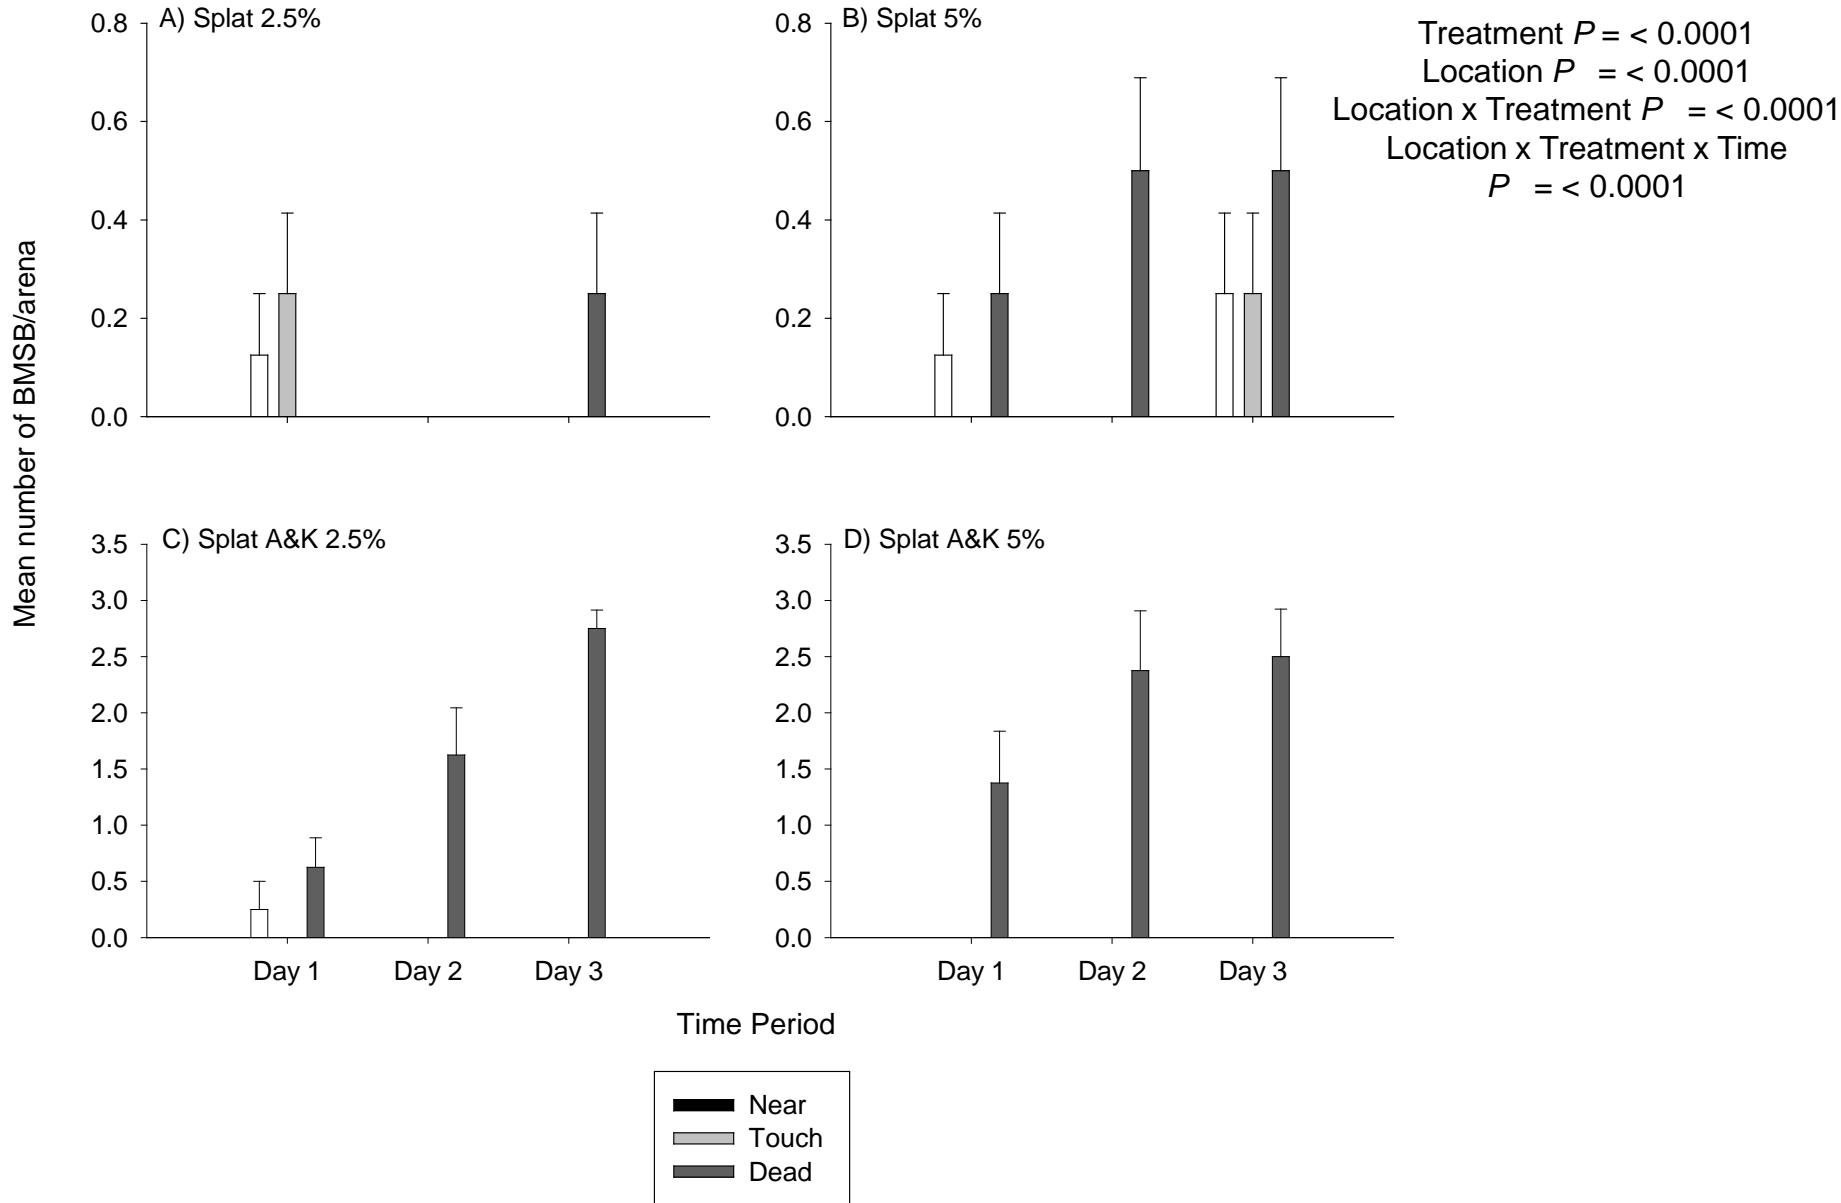 A) Splat 2.5%
0.8
0.6
0.4
0.2
0.0
B) Splat 5%
0.8
0.6
0.4
0.2
0.0
Treatment P = < 0.0001
Location P = < 0.0001
Location x Treatment P = < 0.0001
Location x Treatment x Time
P = < 0.0001
Mean number of BMSB/arena
C) Splat A&K 2.5%
3.5
3.0
2.5
2.0
1.5
1.0
0.5
0.0
Day 1 Day 2 Day 3
D) Splat A&K 5%
3.5
3.0
2.5
2.0
1.5
1.0
0.5
0.0
Day 1 Day 2 Day 3
Time Period
Near
Touch
Dead